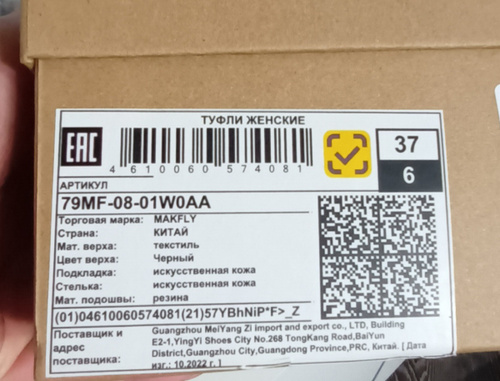 ТУФЛИ ЖЕНСКИЕ
EAC
4610060574081
37
6
АРТИКУЛ
79MF-08-01W0AA
Торговая марка: MAKFLY
Страна: КИТАЙ
Мат. верха: текстиль
Цвет верха: Черный
Подкладка: искусственная кожа
Стелька: искусственная кожа
Мат. подошвы: резина
(01)04610060574081(21)57YBhNiP*F>_Z
Поставщик и адрес поставщика:
Guangzhou MeiYang Zi import and export co., LTD, Building
E2-1,YingYi Shoes City No.268 TongKang Road,BaiYun
District,Guangzhou City,Guangdong Province,PRC, Китай. [ Дата
изг.: 10.2022 г. ]